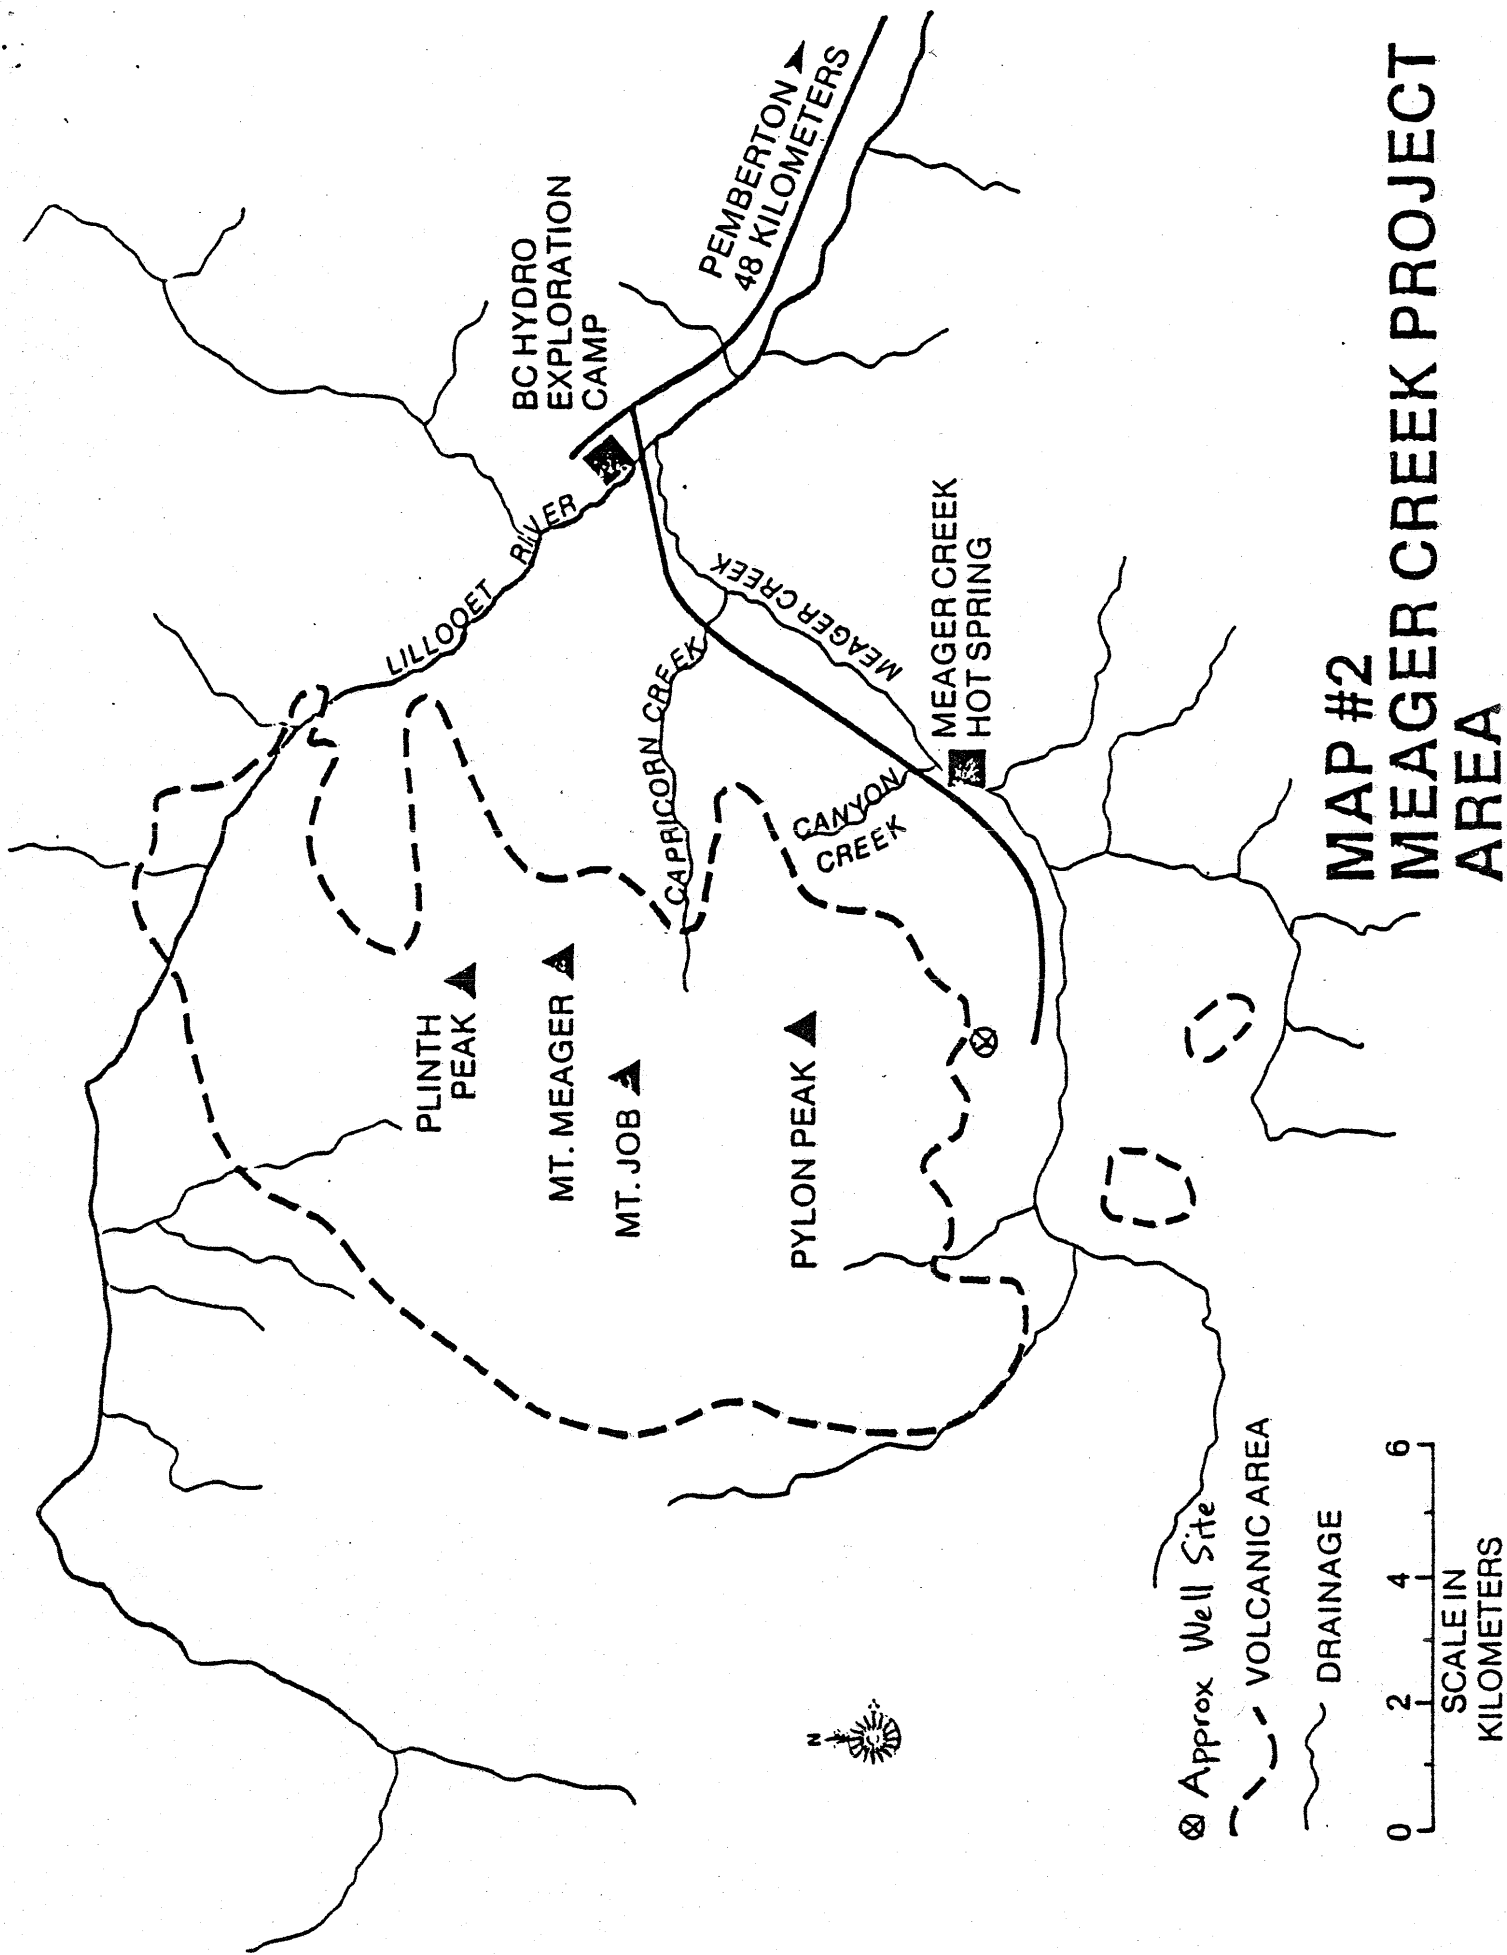 PEMBERTON
48 KILOMETERS
BC HYDRO
EXPLORATION
CAMP
LILLOOET RIVER
MEAGER CREEK
CAPRICORN CREEK
CANYON
CREEK
MEAGER CREEK
HOT SPRING
PLINTH
PEAK
MT. MEAGER
MT. JOB
PYLON PEAK
N
⊗ Approx Well Site
VOLCANIC AREA
DRAINAGE
0 2 4 6
SCALE IN
KILOMETERS
MAP #2
MEAGER CREEK PROJECT
AREA